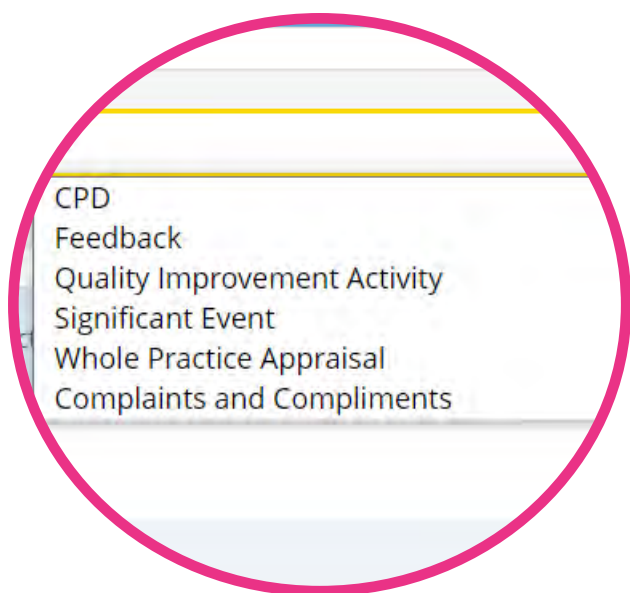 CPD
Feedback
Quality Improvement Activity
Significant Event
Whole Practice Appraisal
Complaints and Compliments